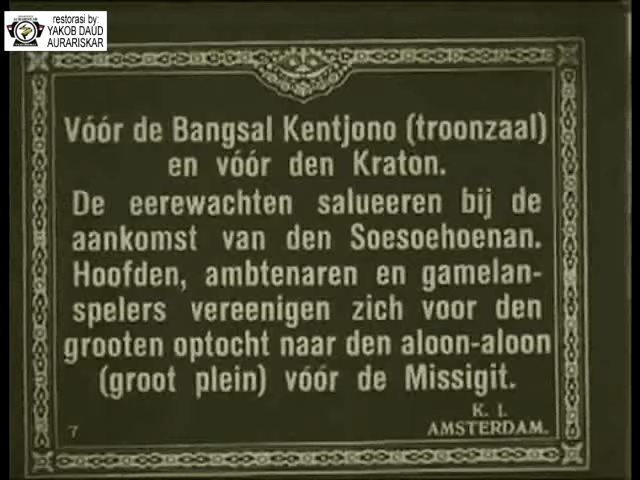 restorasi by:
YAKOB DAUD
AURARISKAR
Vóór de Bangsal Kentjono (troonzaal)
en vóór den Kraton.
De eerewachten salueeren bij de
aankomst van den Soesoehoenan.
Hoofden, ambtenaren en gamelan-
spelers vereenigen zich voor den
grooten optocht naar den aloon-aloon
(groot plein) vóór de Missigit.
K. I.
AMSTERDAM.
7